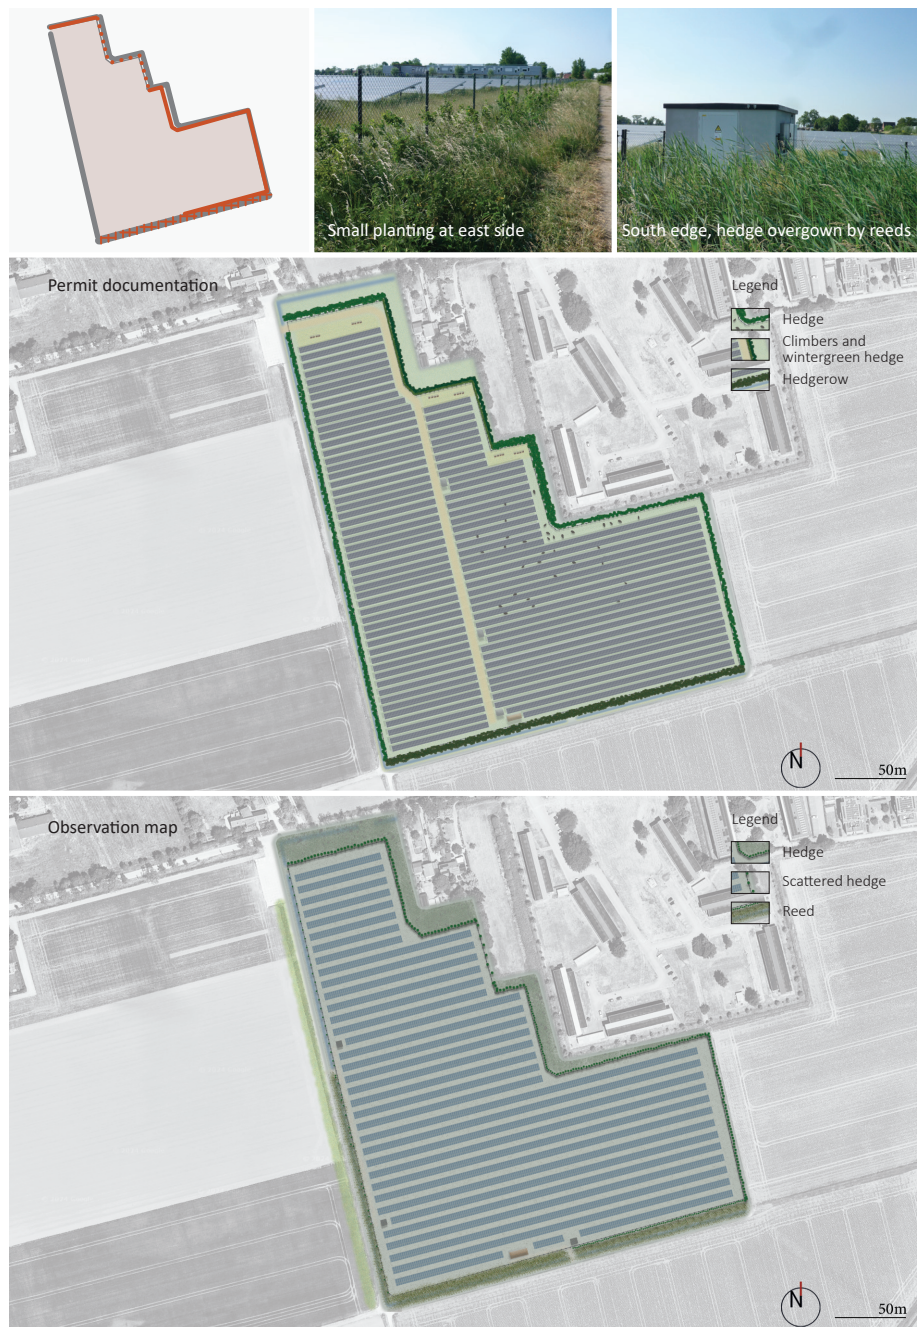 Small planting at east side
South edge, hedge overgown by reeds
Permit documentation
Legend
Hedge
Climbers and
wintergreen hedge
Hedgerow
N
50m
Observation map
Legend
Hedge
Scattered hedge
Reed
N
50m